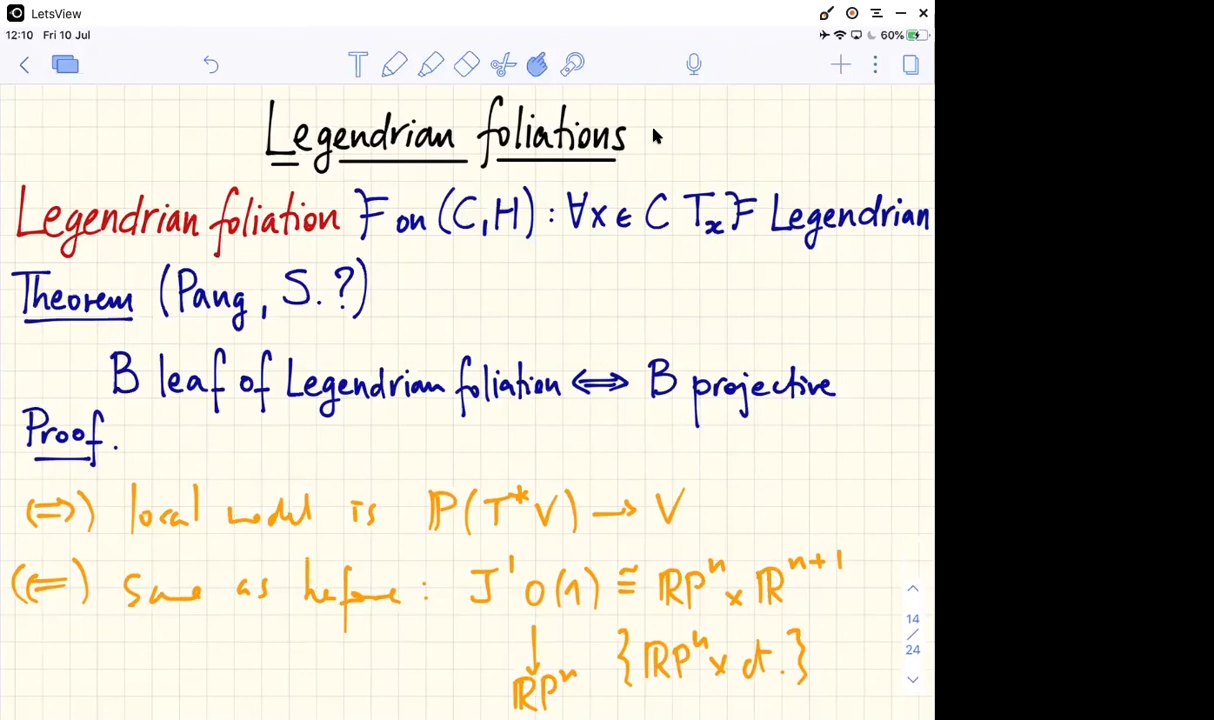 LetsView
12:10 Fri 10 Jul
60%
Legendrian foliations
Legendrian foliation F on (C, H) : ∀x ∈ C TₓF Legendrian
Theorem (Pang, S. ?)
B leaf of Legendrian foliation ⟺ B projective
Proof.
(⟹) local model is ℙ(T*V) → V
(⟸) Same as before : J¹O(1) ≅ ℝPⁿ × ℝⁿ⁺¹
↓ {ℝPⁿ × ct.}
ℝPⁿ
14
/
24